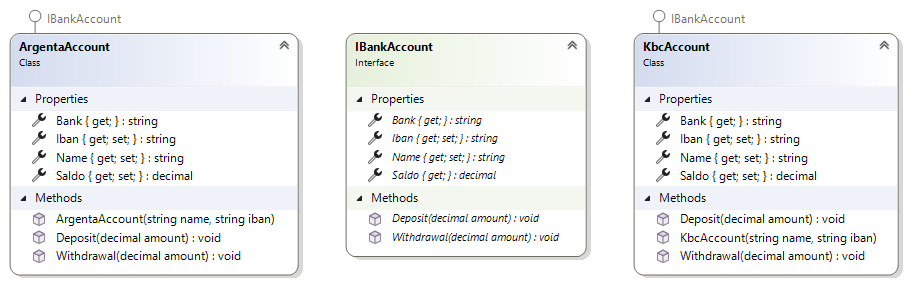 IBankAccount
ArgentaAccount
Class
Properties
Bank { get; } : string
Iban { get; set; } : string
Name { get; set; } : string
Saldo { get; set; } : decimal
Methods
ArgentaAccount(string name, string iban)
Deposit(decimal amount) : void
Withdrawal(decimal amount) : void
IBankAccount
Interface
Properties
Bank { get; } : string
Iban { get; set; } : string
Name { get; set; } : string
Saldo { get; } : decimal
Methods
Deposit(decimal amount) : void
Withdrawal(decimal amount) : void
IBankAccount
KbcAccount
Class
Properties
Bank { get; } : string
Iban { get; set; } : string
Name { get; set; } : string
Saldo { get; set; } : decimal
Methods
Deposit(decimal amount) : void
KbcAccount(string name, string iban)
Withdrawal(decimal amount) : void